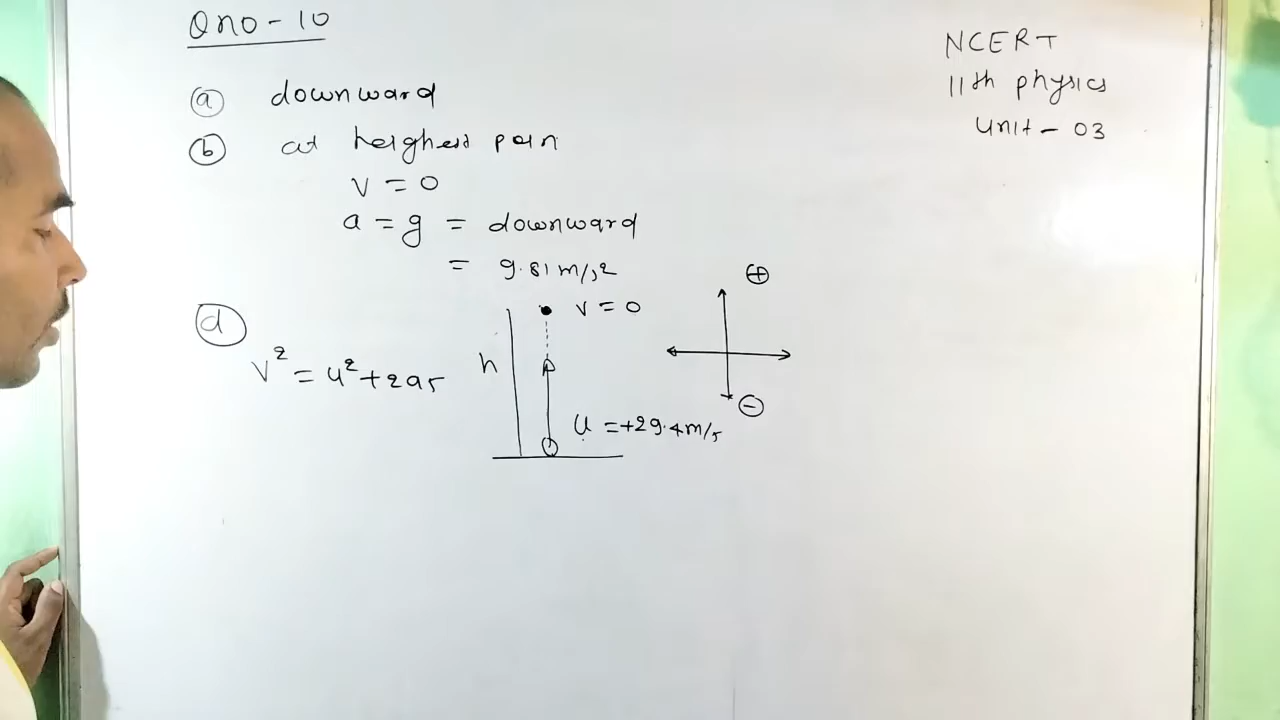 Qno - 10
NCERT
11th physics
Unit - 03
(a) downward
(b) at heighest poin
v = 0
a = g = downward
= 9.81 m/s2
⊕
v = 0
(d)
h
v² = u² + 2as
⊖
u = +29.4 m/s